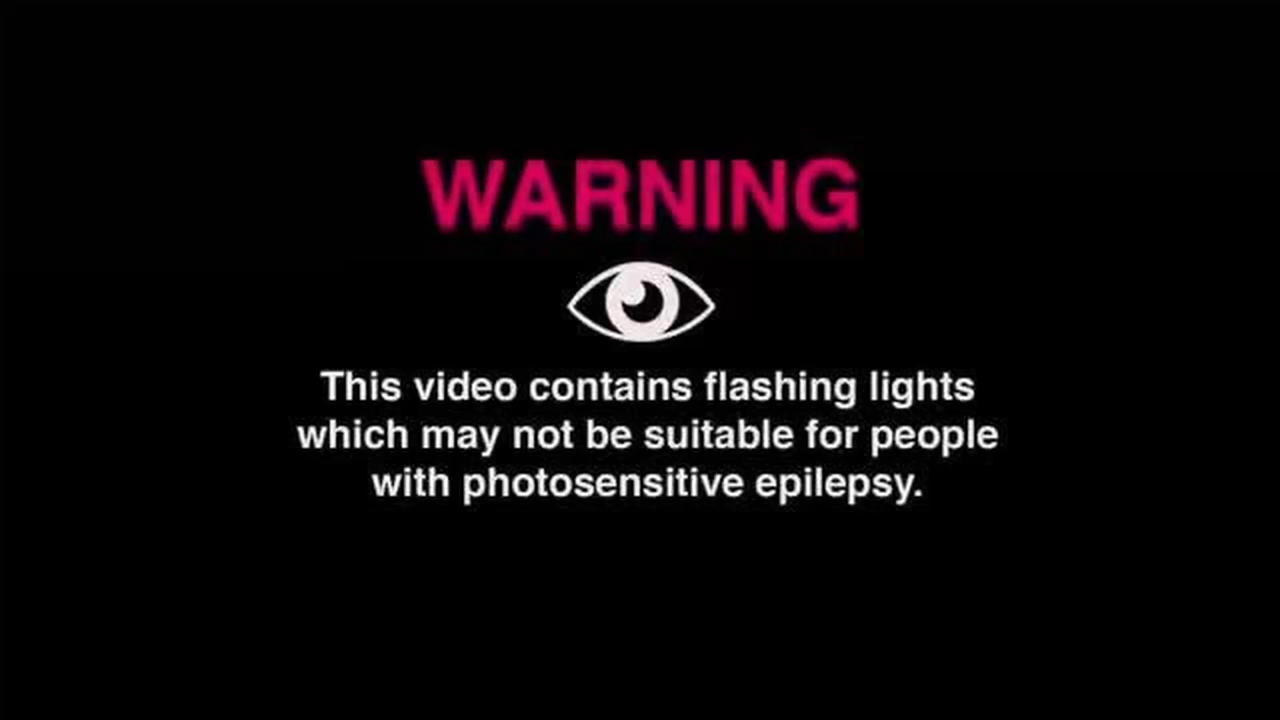 WARNING
This video contains flashing lights
which may not be suitable for people
with photosensitive epilepsy.